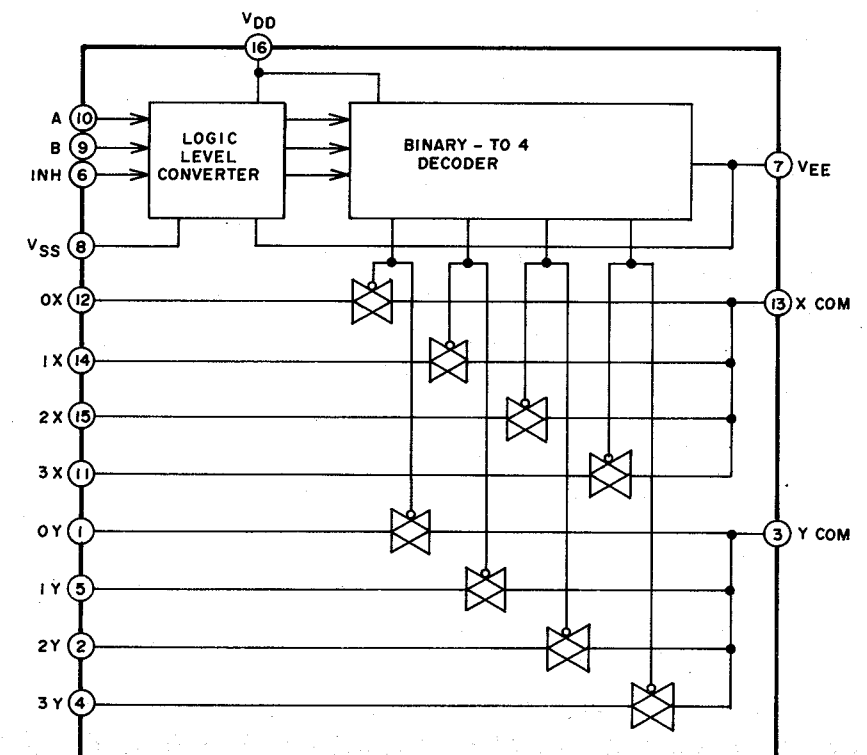 VDD
16
A 10
B 9
INH 6
LOGIC
LEVEL
CONVERTER
BINARY - TO 4
DECODER
7 VEE
VSS 8
0X 12
13 X COM
1X 14
2X 15
3X 11
0Y 1
3 Y COM
1Y 5
2Y 2
3Y 4